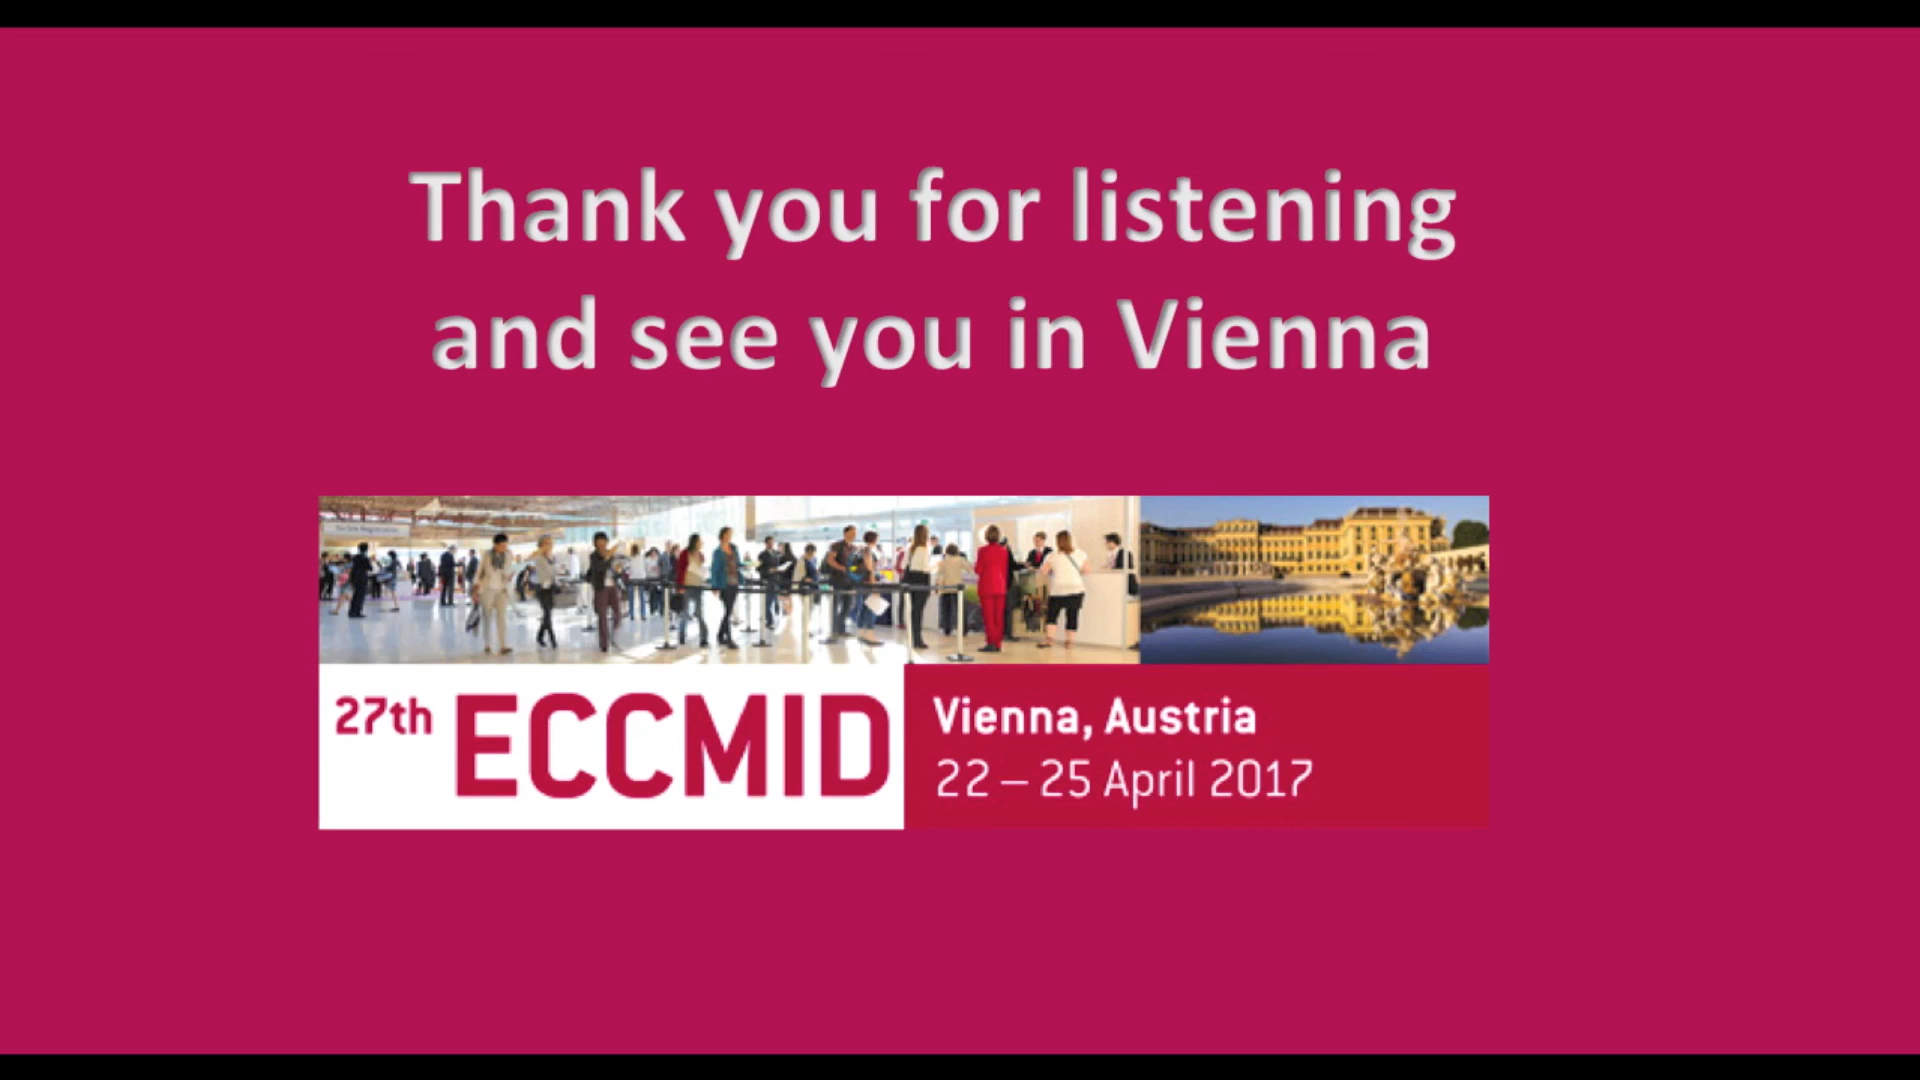 Thank you for listening
and see you in Vienna
27th ECCMID
Vienna, Austria
22 – 25 April 2017